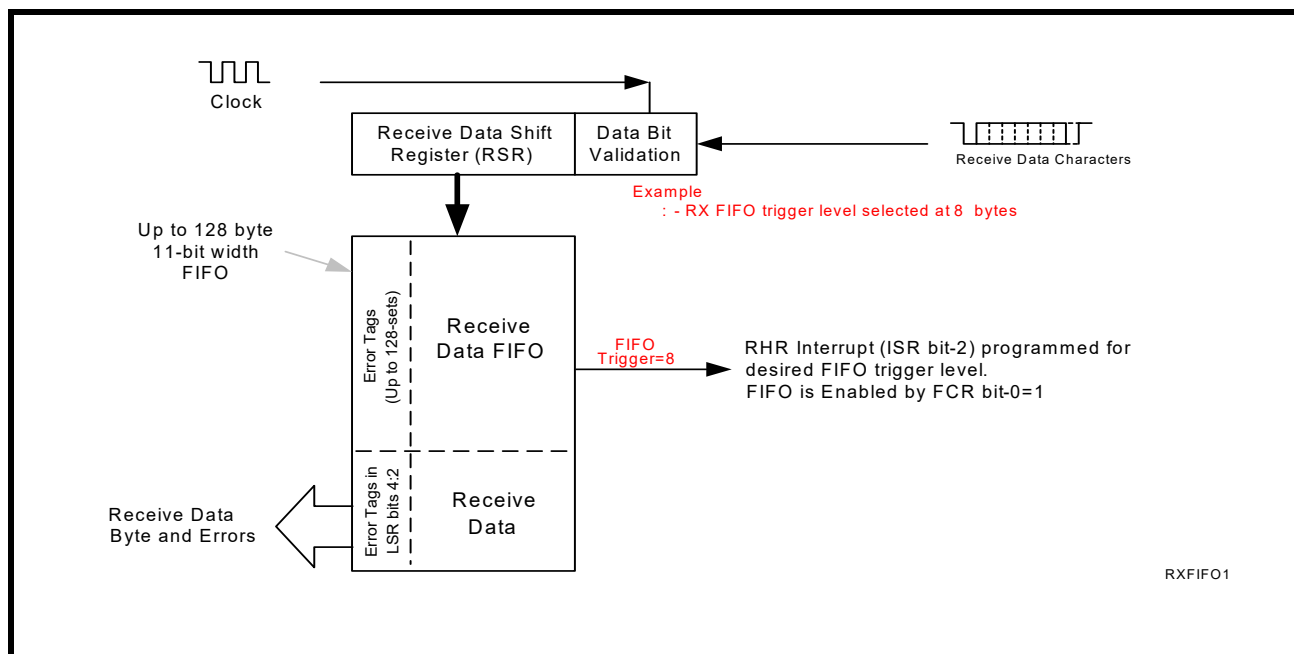 Clock
Receive Data Shift
Register (RSR)
Data Bit
Validation
Receive Data Characters
Example
: - RX FIFO trigger level selected at 8 bytes
Up to 128 byte
11-bit width
FIFO
Error Tags
(Up to 128-sets)
Receive
Data FIFO
FIFO
Trigger=8
RHR Interrupt (ISR bit-2) programmed for
desired FIFO trigger level.
FIFO is Enabled by FCR bit-0=1
Error Tags in
LSR bits 4:2
Receive
Data
Receive Data
Byte and Errors
RXFIFO1